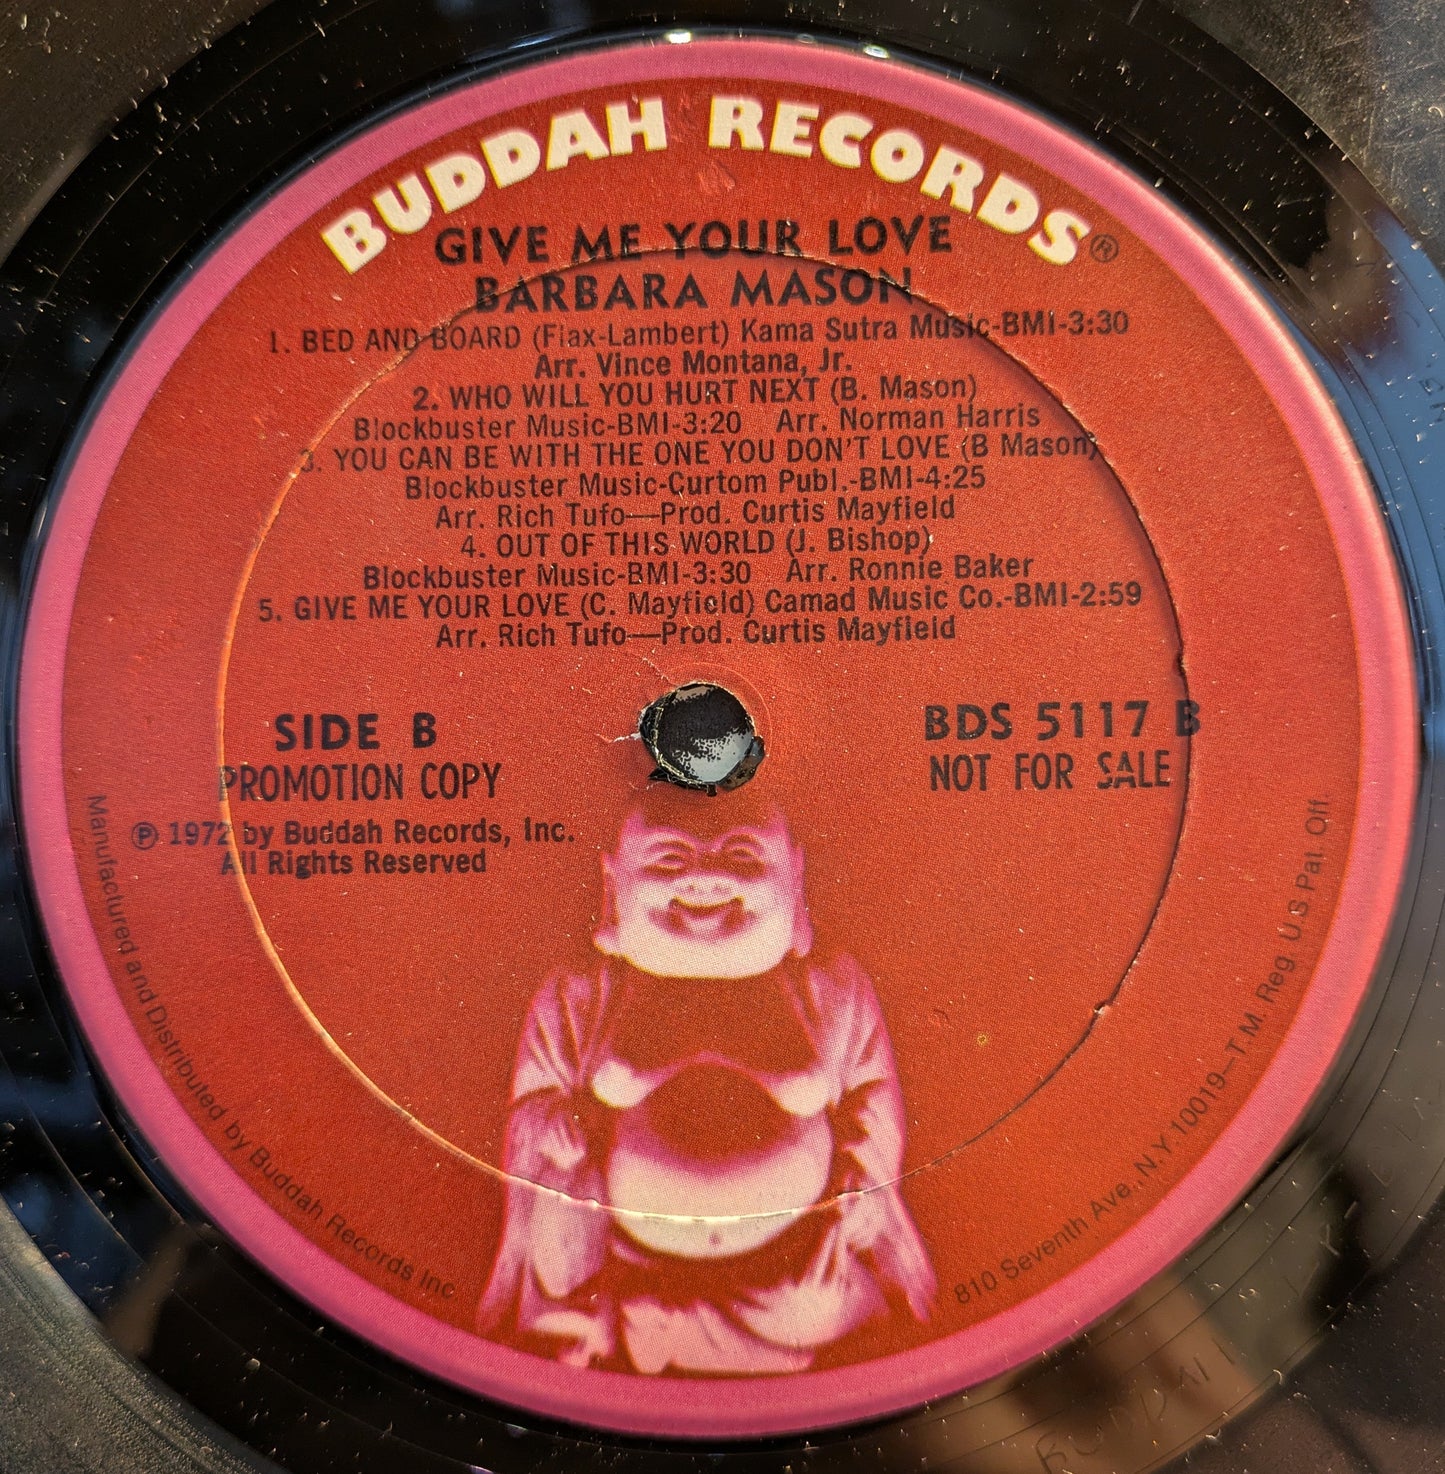 BUDDAH RECORDS®
GIVE ME YOUR LOVE
BARBARA MASON
1. BED AND BOARD (Flax-Lambert) Kama Sutra Music-BMI-3:30
Arr. Vince Montana, Jr.
2. WHO WILL YOU HURT NEXT (B. Mason)
Blockbuster Music-BMI-3:20 Arr. Norman Harris
3. YOU CAN BE WITH THE ONE YOU DON'T LOVE (B Mason)
Blockbuster Music-Curtom Publ.-BMI-4:25
Arr. Rich Tufo—Prod. Curtis Mayfield
4. OUT OF THIS WORLD (J. Bishop)
Blockbuster Music-BMI-3:30 Arr. Ronnie Baker
5. GIVE ME YOUR LOVE (C. Mayfield) Camad Music Co.-BMI-2:59
Arr. Rich Tufo—Prod. Curtis Mayfield
SIDE B
PROMOTION COPY
℗ 1972 by Buddah Records, Inc.
All Rights Reserved
BDS 5117 B
NOT FOR SALE
Manufactured and Distributed by Buddah Records Inc
810 Seventh Ave., N.Y. 10019—T.M. Reg U.S Pat. Off.